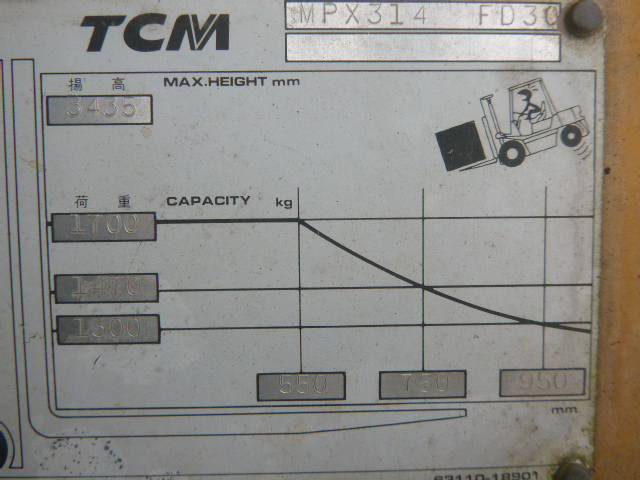 TCM
MPX314 FD30
揚高 MAX.HEIGHT mm
3435
荷重 CAPACITY kg
1700
1470
1300
550 750 950
mm
63110-18901